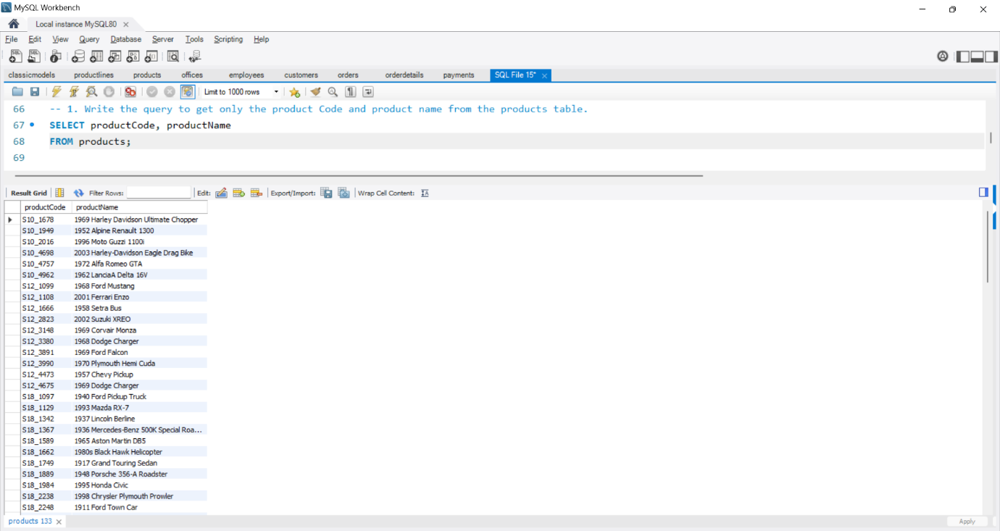 MySQL Workbench
Local instance MySQL80
File Edit View Query Database Server Tools Scripting Help
classicmodels productlines products offices employees customers orders orderdetails payments SQL File 15*
Limit to 1000 rows
66 -- 1. Write the query to get only the product Code and product name from the products table.
67 SELECT productCode, productName
68 FROM products;
69
Result Grid Filter Rows: Edit: Export/Import: Wrap Cell Content:
productCode productName
S10_1678 1969 Harley Davidson Ultimate Chopper
S10_1949 1952 Alpine Renault 1300
S10_2016 1996 Moto Guzzi 1100i
S10_4698 2003 Harley-Davidson Eagle Drag Bike
S10_4757 1972 Alfa Romeo GTA
S10_4962 1962 LanciaA Delta 16V
S12_1099 1968 Ford Mustang
S12_1108 2001 Ferrari Enzo
S12_1666 1958 Setra Bus
S12_2823 2002 Suzuki XREO
S12_3148 1969 Corvair Monza
S12_3380 1968 Dodge Charger
S12_3891 1969 Ford Falcon
S12_3990 1970 Plymouth Hemi Cuda
S12_4473 1957 Chevy Pickup
S12_4675 1969 Dodge Charger
S18_1097 1940 Ford Pickup Truck
S18_1129 1993 Mazda RX-7
S18_1342 1937 Lincoln Berline
S18_1367 1936 Mercedes-Benz 500K Special Roa...
S18_1589 1965 Aston Martin DB5
S18_1662 1980s Black Hawk Helicopter
S18_1749 1917 Grand Touring Sedan
S18_1889 1948 Porsche 356-A Roadster
S18_1984 1995 Honda Civic
S18_2238 1998 Chrysler Plymouth Prowler
S18_2248 1911 Ford Town Car
products 133 Apply